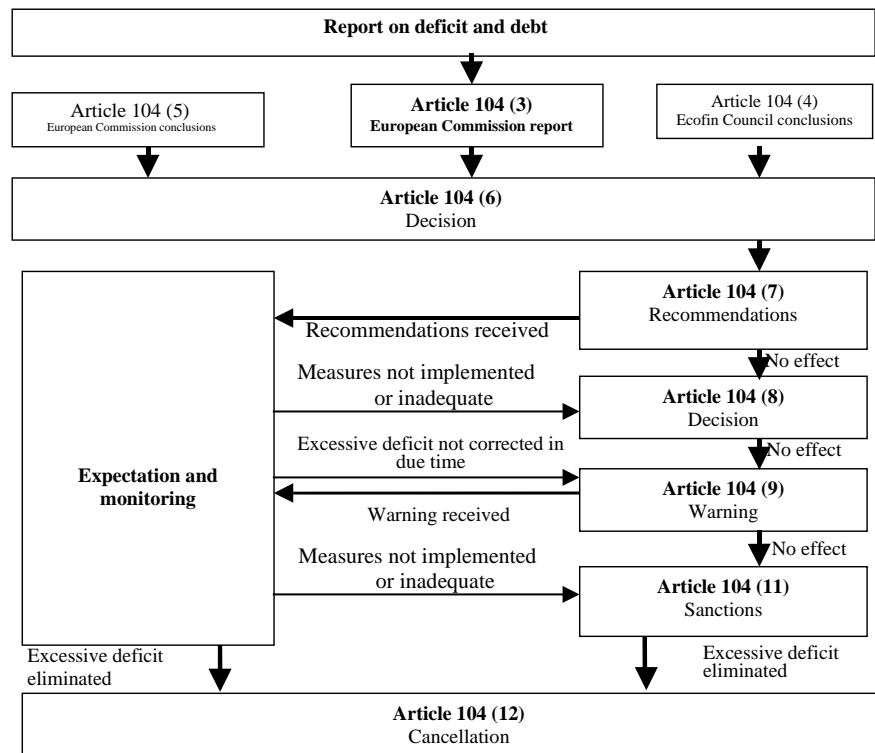 Report on deficit and debt
Article 104 (5)
European Commission conclusions
Article 104 (3)
European Commission report
Article 104 (4)
Ecofin Council conclusions
Article 104 (6)
Decision
Article 104 (7)
Recommendations
Recommendations received
No effect
Measures not implemented
or inadequate
Article 104 (8)
Decision
Excessive deficit not corrected in
due time
No effect
Expectation and
monitoring
Article 104 (9)
Warning
Warning received
No effect
Measures not implemented
or inadequate
Article 104 (11)
Sanctions
Excessive deficit
eliminated
Excessive deficit
eliminated
Article 104 (12)
Cancellation